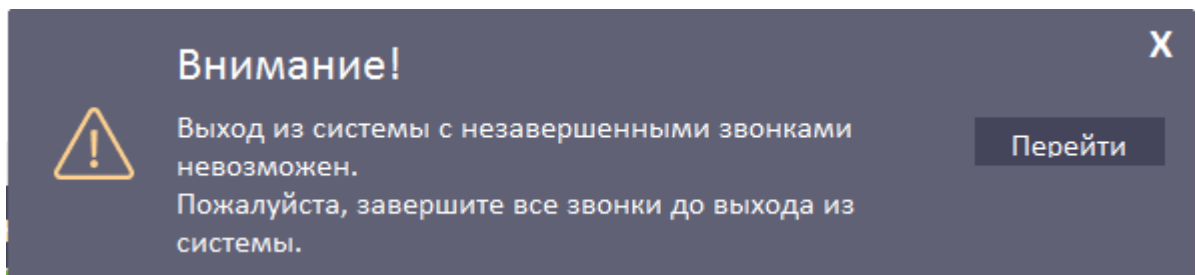 Внимание!
X
Выход из системы с незавершенными звонками
невозможен.
Пожалуйста, завершите все звонки до выхода из
системы.
Перейти